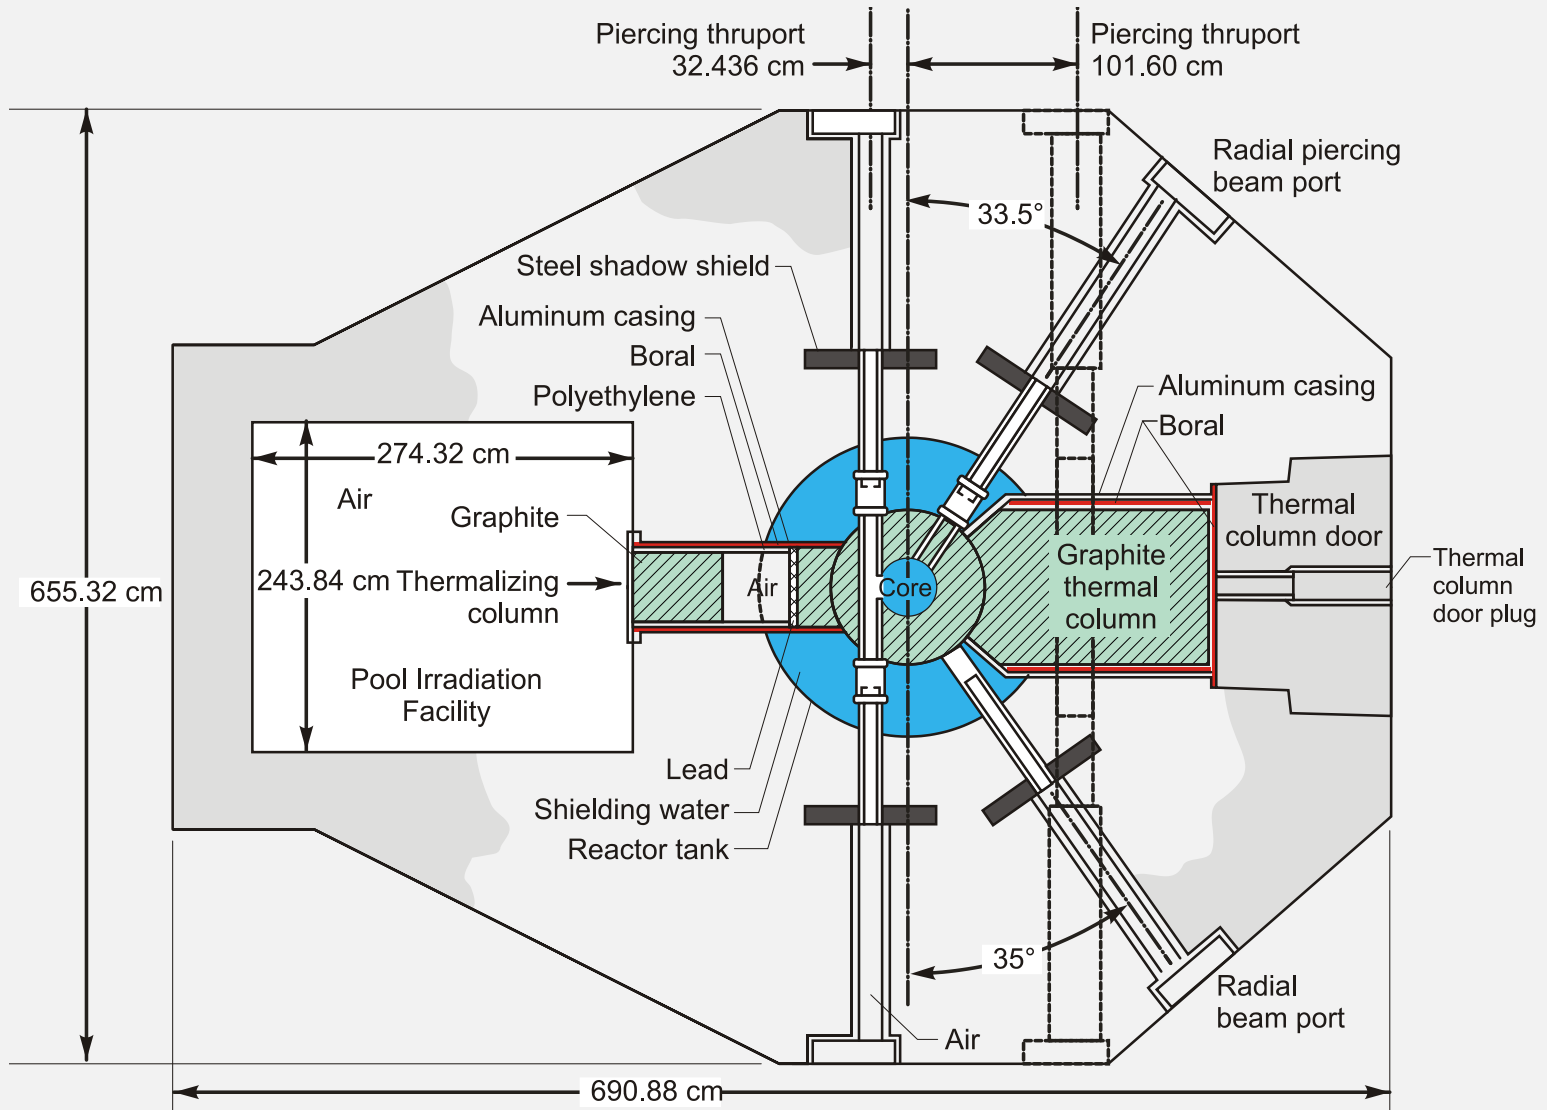 Piercing thruport
32.436 cm
Piercing thruport
101.60 cm
Radial piercing
beam port
33.5°
Steel shadow shield
Aluminum casing
Boral
Polyethylene
Aluminum casing
Boral
274.32 cm
Air
Graphite
243.84 cm
Thermalizing
column
Air
Core
Graphite
thermal
column
Thermal
column door
Thermal
column
door plug
655.32 cm
Pool Irradiation
Facility
Lead
Shielding water
Reactor tank
35°
Radial
beam port
Air
690.88 cm